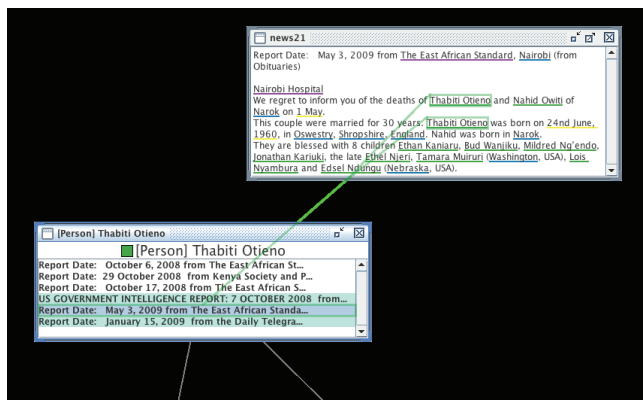 news21
Report Date: May 3, 2009 from The East African Standard, Nairobi (from
Obituaries)
Nairobi Hospital
We regret to inform you of the deaths of Thabiti Otieno and Nahid Owiti of
Narok on 1 May.
This couple were married for 30 years. Thabiti Otieno was born on 24nd June,
1960, in Oswestry, Shropshire, England. Nahid was born in Narok.
They are blessed with 8 children Ethan Kaniaru, Bud Wanjiku, Mildred Ng'endo,
Jonathan Kariuki, the late Ethel Njeri, Tamara Muiruri (Washington, USA), Lois
Nyambura and Edsel Ndungu (Nebraska, USA).
[Person] Thabiti Otieno
[Person] Thabiti Otieno
Report Date: October 6, 2008 from The East African St...
Report Date: 29 October 2008 from Kenya Society and P...
Report Date: October 17, 2008 from The East African S...
US GOVERNMENT INTELLIGENCE REPORT: 7 OCTOBER 2008 from...
Report Date: May 3, 2009 from The East African Standa...
Report Date: January 15, 2009 from the Daily Telegra...